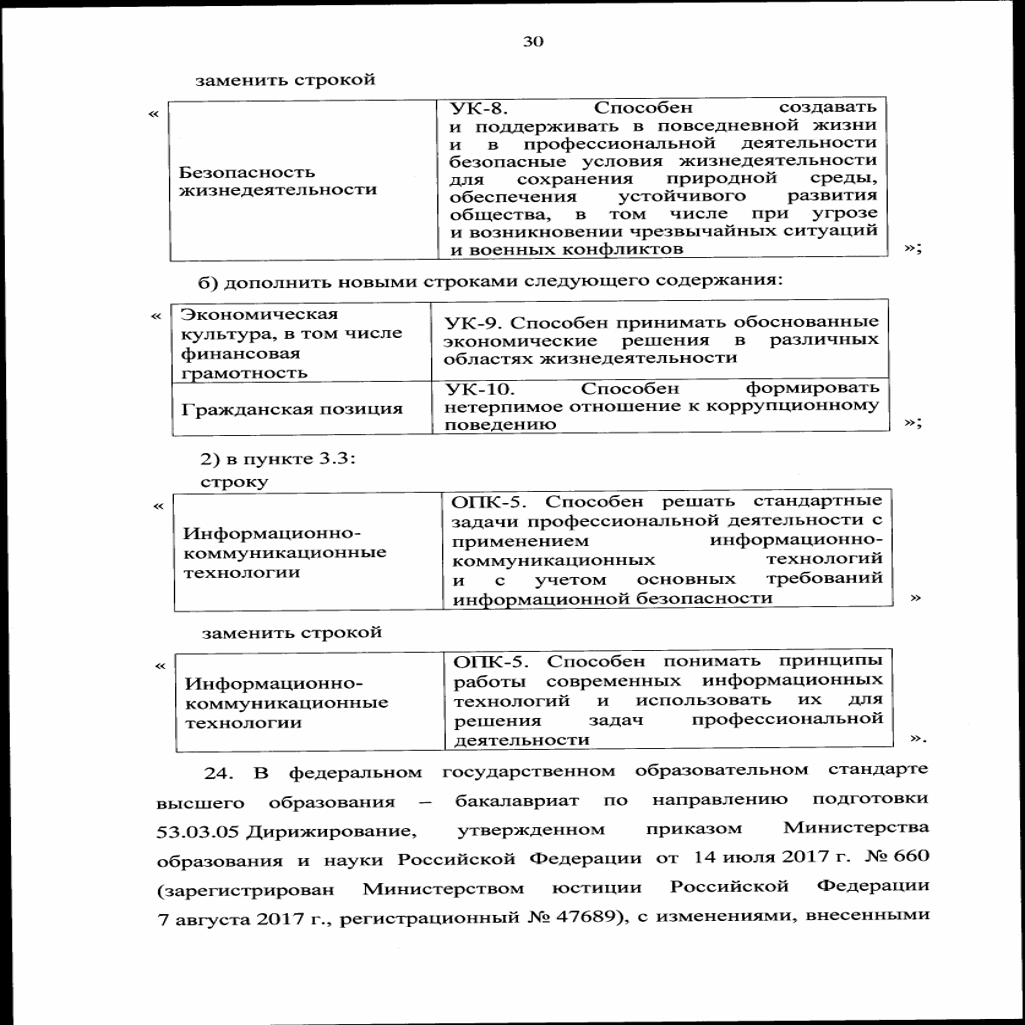 30
заменить строкой
«
Безопасность
жизнедеятельности
УК-8. Способен создавать
и поддерживать в повседневной жизни
и в профессиональной деятельности
безопасные условия жизнедеятельности
для сохранения природной среды,
обеспечения устойчивого развития
общества, в том числе при угрозе
и возникновении чрезвычайных ситуаций
и военных конфликтов
»;
б) дополнить новыми строками следующего содержания:
«
Экономическая
культура, в том числе
финансовая
грамотность
УК-9. Способен принимать обоснованные
экономические решения в различных
областях жизнедеятельности
Гражданская позиция
УК-10. Способен формировать
нетерпимое отношение к коррупционному
поведению
»;
2) в пункте 3.3:
строку
«
Информационно-
коммуникационные
технологии
ОПК-5. Способен решать стандартные
задачи профессиональной деятельности с
применением информационно-
коммуникационных технологий
и с учетом основных требований
информационной безопасности
»
заменить строкой
«
Информационно-
коммуникационные
технологии
ОПК-5. Способен понимать принципы
работы современных информационных
технологий и использовать их для
решения задач профессиональной
деятельности
».
24. В федеральном государственном образовательном стандарте
высшего образования – бакалавриат по направлению подготовки
53.03.05 Дирижирование, утвержденном приказом Министерства
образования и науки Российской Федерации от 14 июля 2017 г. № 660
(зарегистрирован Министерством юстиции Российской Федерации
7 августа 2017 г., регистрационный № 47689), с изменениями, внесенными